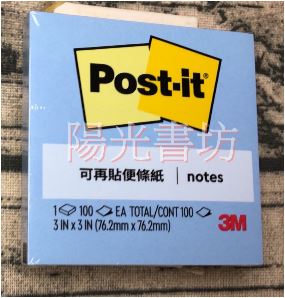 Post-it®
陽光書坊
可再貼便條紙 | notes
1 100 EA TOTAL/CONT 100
3 IN x 3 IN (76.2mm x 76.2mm)
3M